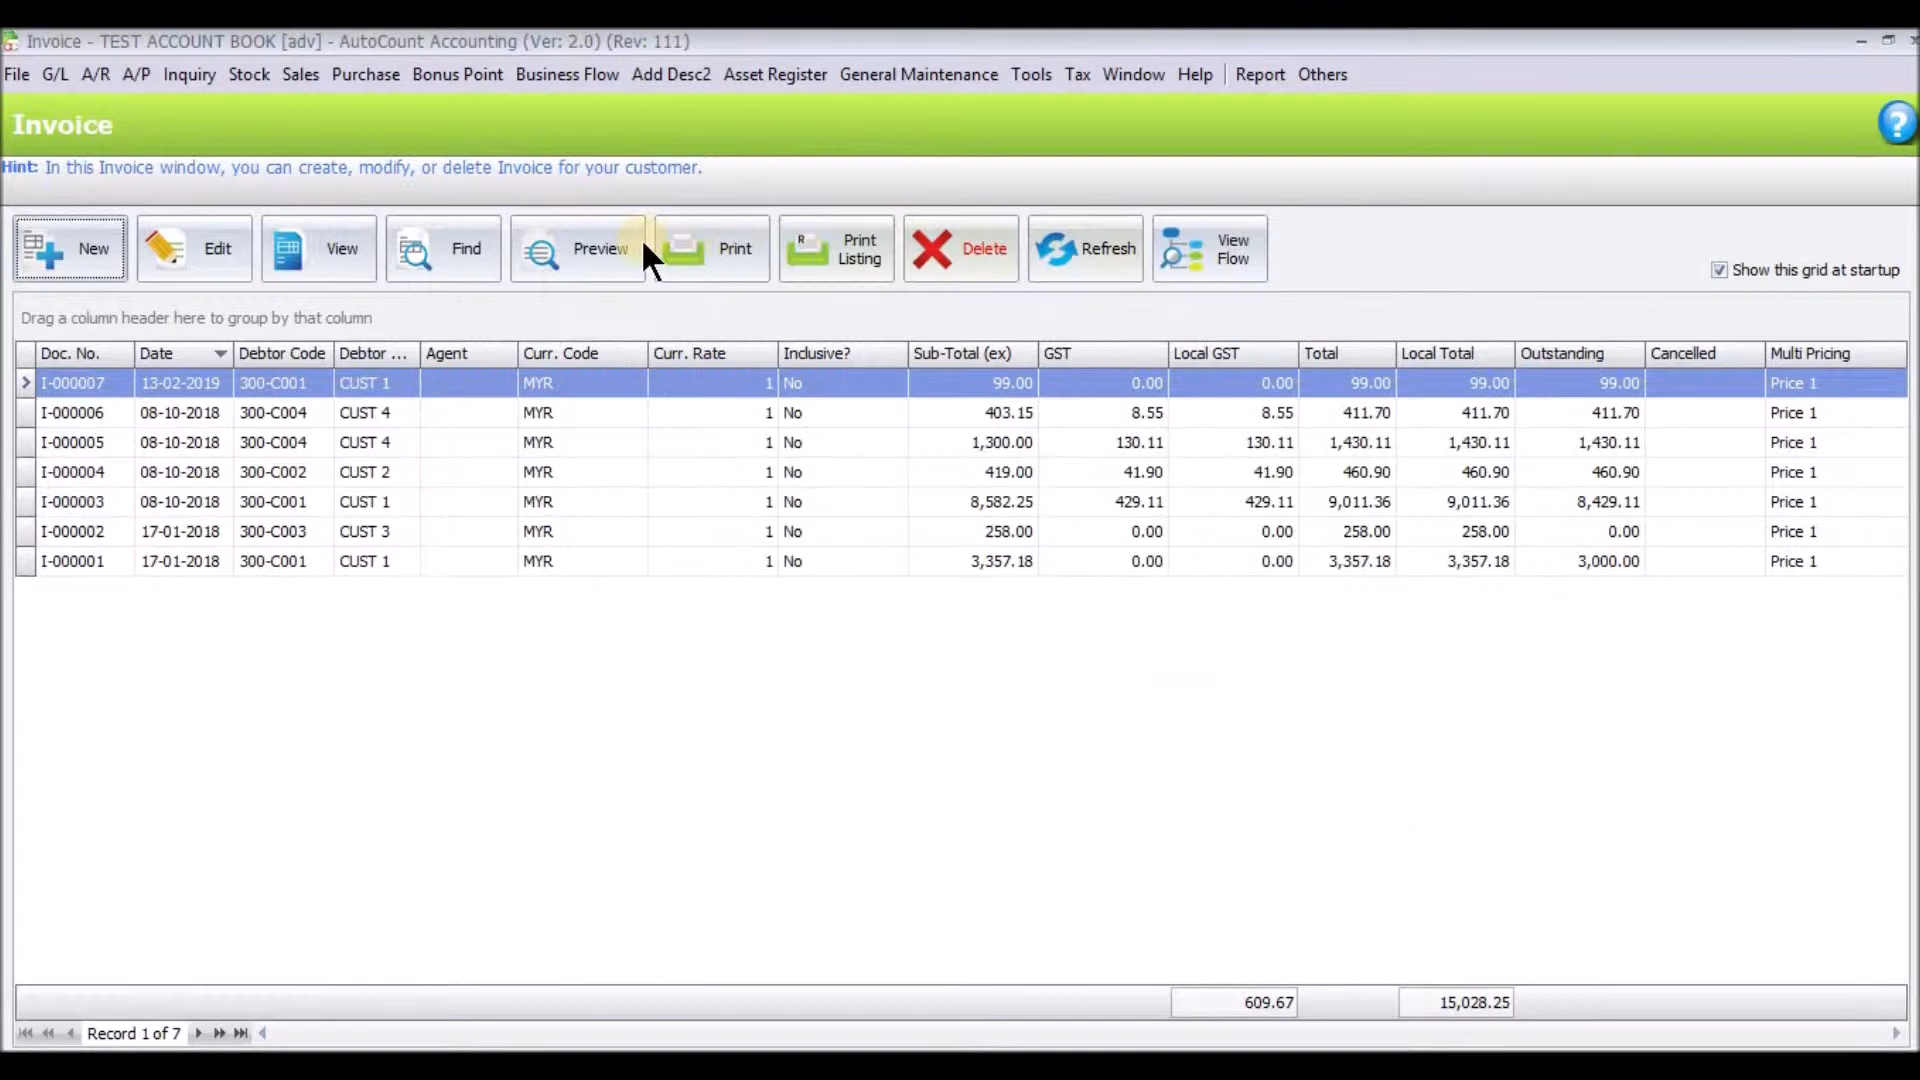 Invoice - TEST ACCOUNT BOOK [adv] - AutoCount Accounting (Ver: 2.0) (Rev: 111)
File G/L A/R A/P Inquiry Stock Sales Purchase Bonus Point Business Flow Add Desc2 Asset Register General Maintenance Tools Tax Window Help Report Others
Invoice
?
Hint: In this Invoice window, you can create, modify, or delete Invoice for your customer.
New Edit View Find Preview Print Print Listing Delete Refresh View Flow
Show this grid at startup
Drag a column header here to group by that column
Doc. No. Date Debtor Code Debtor ... Agent Curr. Code Curr. Rate Inclusive? Sub-Total (ex) GST Local GST Total Local Total Outstanding Cancelled Multi Pricing
I-000007 13-02-2019 300-C001 CUST 1 MYR 1 No 99.00 0.00 0.00 99.00 99.00 99.00 Price 1
I-000006 08-10-2018 300-C004 CUST 4 MYR 1 No 403.15 8.55 8.55 411.70 411.70 411.70 Price 1
I-000005 08-10-2018 300-C004 CUST 4 MYR 1 No 1,300.00 130.11 130.11 1,430.11 1,430.11 1,430.11 Price 1
I-000004 08-10-2018 300-C002 CUST 2 MYR 1 No 419.00 41.90 41.90 460.90 460.90 460.90 Price 1
I-000003 08-10-2018 300-C001 CUST 1 MYR 1 No 8,582.25 429.11 429.11 9,011.36 9,011.36 8,429.11 Price 1
I-000002 17-01-2018 300-C003 CUST 3 MYR 1 No 258.00 0.00 0.00 258.00 258.00 0.00 Price 1
I-000001 17-01-2018 300-C001 CUST 1 MYR 1 No 3,357.18 0.00 0.00 3,357.18 3,357.18 3,000.00 Price 1
609.67 15,028.25
Record 1 of 7